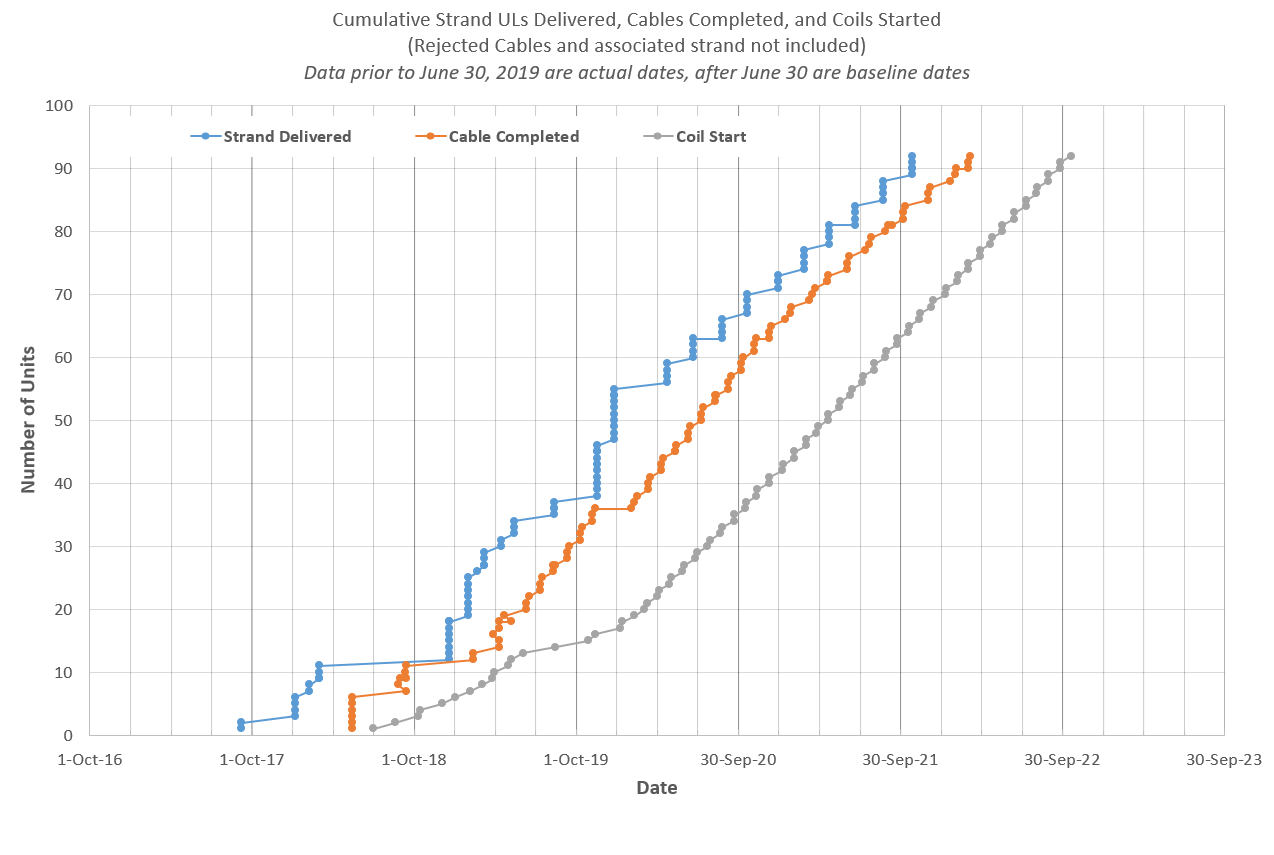 Cumulative Strand ULs Delivered, Cables Completed, and Coils Started
(Rejected Cables and associated strand not included)
Data prior to June 30, 2019 are actual dates, after June 30 are baseline dates
100
Strand Delivered
Cable Completed
Coil Start
90
80
70
60
50
40
30
20
10
0
Number of Units
1-Oct-16
1-Oct-17
1-Oct-18
1-Oct-19
30-Sep-20
30-Sep-21
30-Sep-22
30-Sep-23
Date